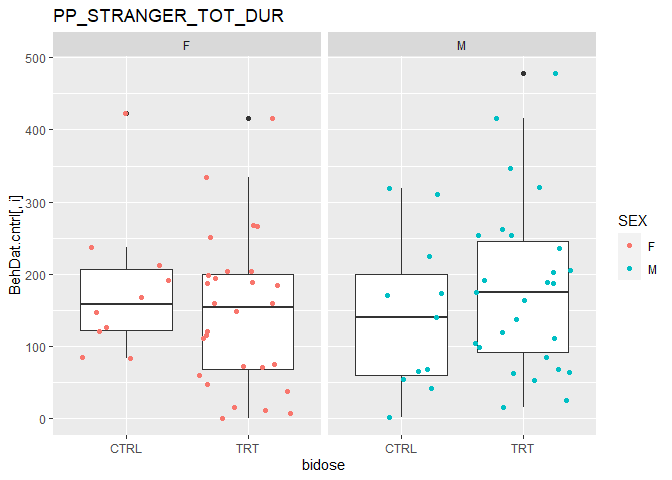 PP_STRANGER_TOT_DUR
F
M
500
400
300
200
100
0
BehDat.cntrl[, i]
CTRL
TRT
CTRL
TRT
bidose
SEX
F
M